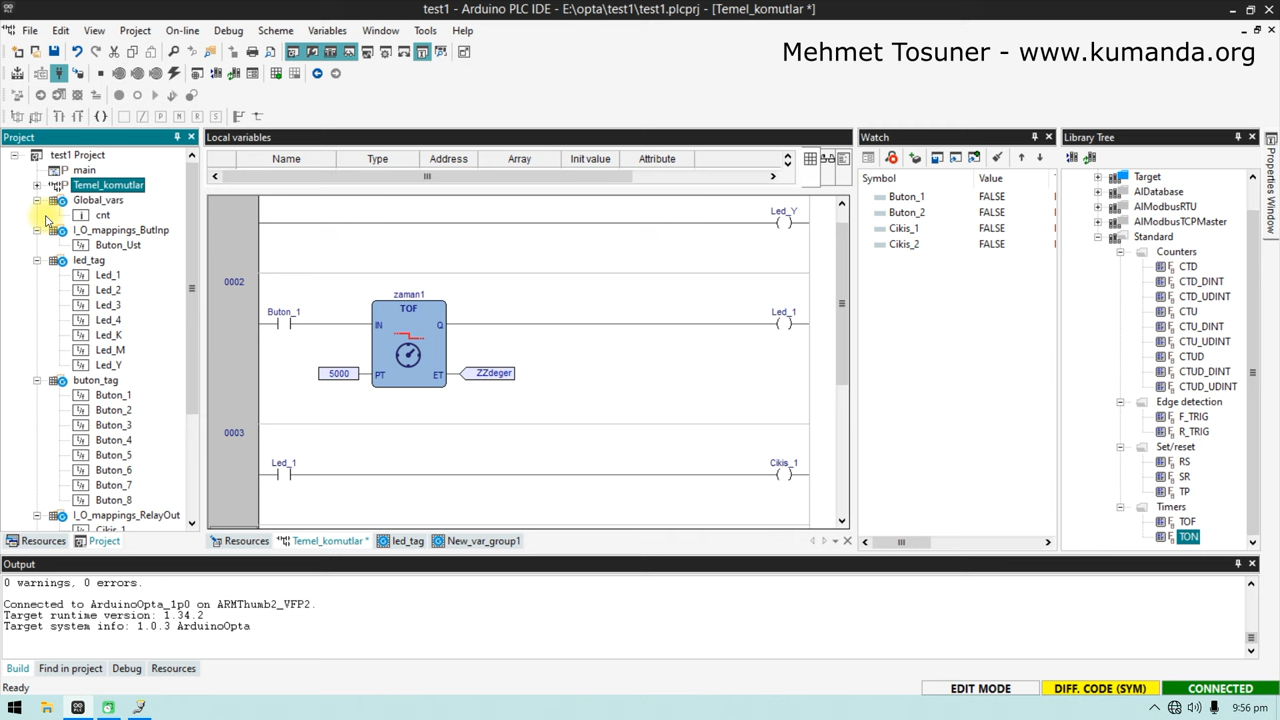 test1 - Arduino PLC IDE - E:\opta\test1\test1.plcprj - [Temel_komutlar *]
File Edit View Project On-line Debug Scheme Variables Window Tools Help
Mehmet Tosuner - www.kumanda.org
Project
test1 Project
main
Temel_komutlar
Global_vars
cnt
I_O_mappings_ButInp
Buton_Ust
led_tag
Led_1
Led_2
Led_3
Led_4
Led_K
Led_M
Led_Y
buton_tag
Buton_1
Buton_2
Buton_3
Buton_4
Buton_5
Buton_6
Buton_7
Buton_8
I_O_mappings_RelayOut
Cikis_1
Resources Project
Local variables
Name Type Address Array Init value Attribute
Led_Y
0002
zaman1
TOF
Buton_1
IN Q
Led_1
5000 PT ET ZZdeger
0003
Led_1
Cikis_1
Resources Temel_komutlar * led_tag New_var_group1
Watch
Symbol Value
Buton_1 FALSE
Buton_2 FALSE
Cikis_1 FALSE
Cikis_2 FALSE
Library Tree
Target
AlDatabase
AlModbusRTU
AlModbusTCPMaster
Standard
Counters
CTD
CTD_DINT
CTD_UDINT
CTU
CTU_DINT
CTU_UDINT
CTUD
CTUD_DINT
CTUD_UDINT
Edge detection
F_TRIG
R_TRIG
Set/reset
RS
SR
TP
Timers
TOF
TON
Properties Window
Output
0 warnings, 0 errors.
Connected to ArduinoOpta_1p0 on ARMThumb2_VFP2.
Target runtime version: 1.34.2
Target system info: 1.0.3 ArduinoOpta
Build Find in project Debug Resources
Ready
EDIT MODE DIFF. CODE (SYM) CONNECTED
9:56 pm